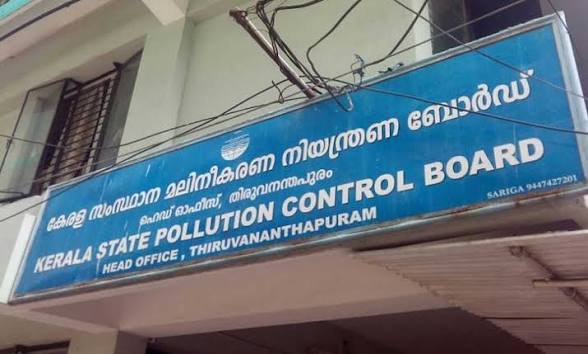 കേരള സംസ്ഥാന മലിനീകരണ നിയന്ത്രണ ബോർഡ്
ഹെഡ് ഓഫീസ്, തിരുവനന്തപുരം
KERALA STATE POLLUTION CONTROL BOARD
HEAD OFFICE , THIRUVANANTHAPURAM
SARIGA 9447427201